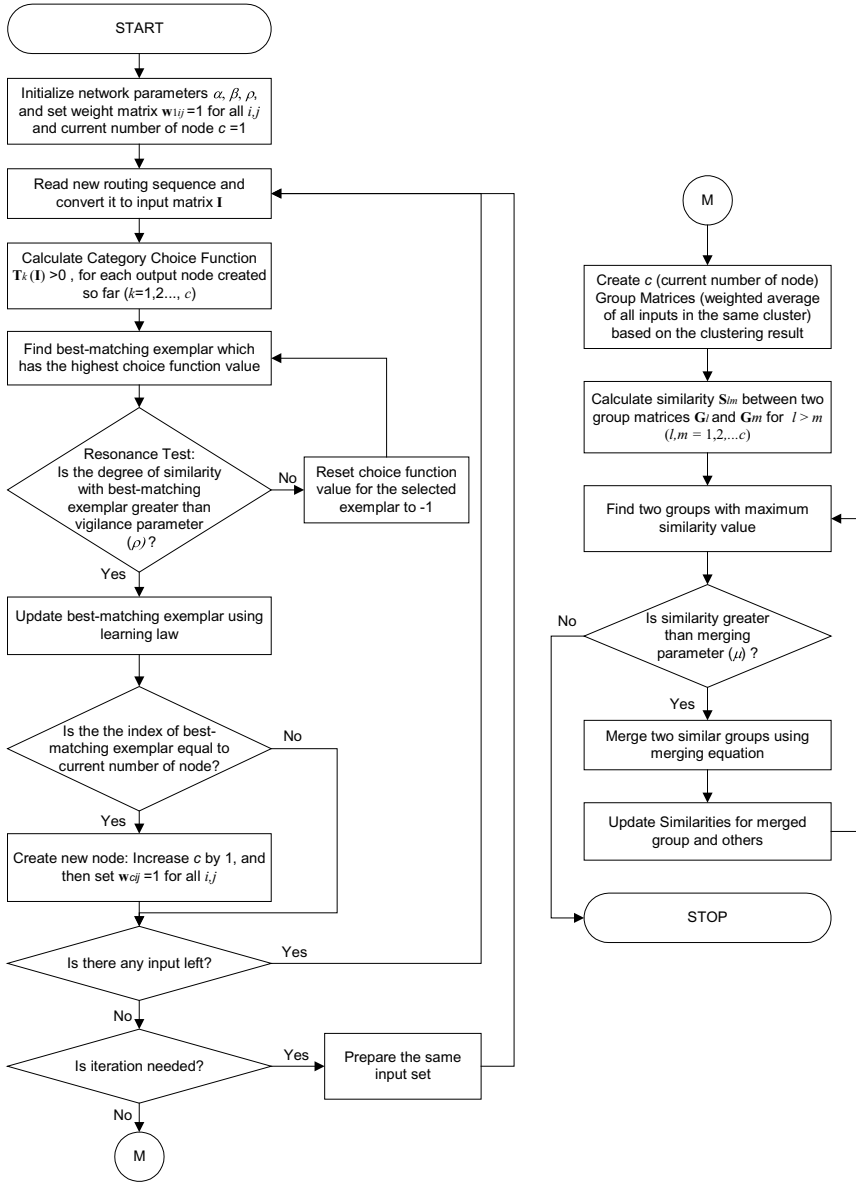 START
Initialize network parameters α, β, ρ,
and set weight matrix w1ij =1 for all i,j
and current number of node c =1
Read new routing sequence and
convert it to input matrix I
Calculate Category Choice Function
Tk(I) >0 , for each output node created
so far (k=1,2..., c)
Find best-matching exemplar which
has the highest choice function value
Resonance Test:
Is the degree of similarity
with best-matching
exemplar greater than
vigilance parameter
(ρ) ?
No
Reset choice function
value for the selected
exemplar to -1
Yes
Update best-matching exemplar using
learning law
Is the the index of best-
matching exemplar equal to
current number of node?
No
Yes
Create new node: Increase c by 1, and
then set wcij =1 for all i,j
Is there any input left?
Yes
No
Is iteration needed?
Yes
Prepare the same
input set
No
M
M
Create c (current number of node)
Group Matrices (weighted average
of all inputs in the same cluster)
based on the clustering result
Calculate similarity Slm between two
group matrices Gl and Gm for l > m
(l,m = 1,2,...c)
Find two groups with maximum
similarity value
No
Is similarity greater
than merging
parameter (μ) ?
Yes
Merge two similar groups using
merging equation
Update Similarities for merged
group and others
STOP